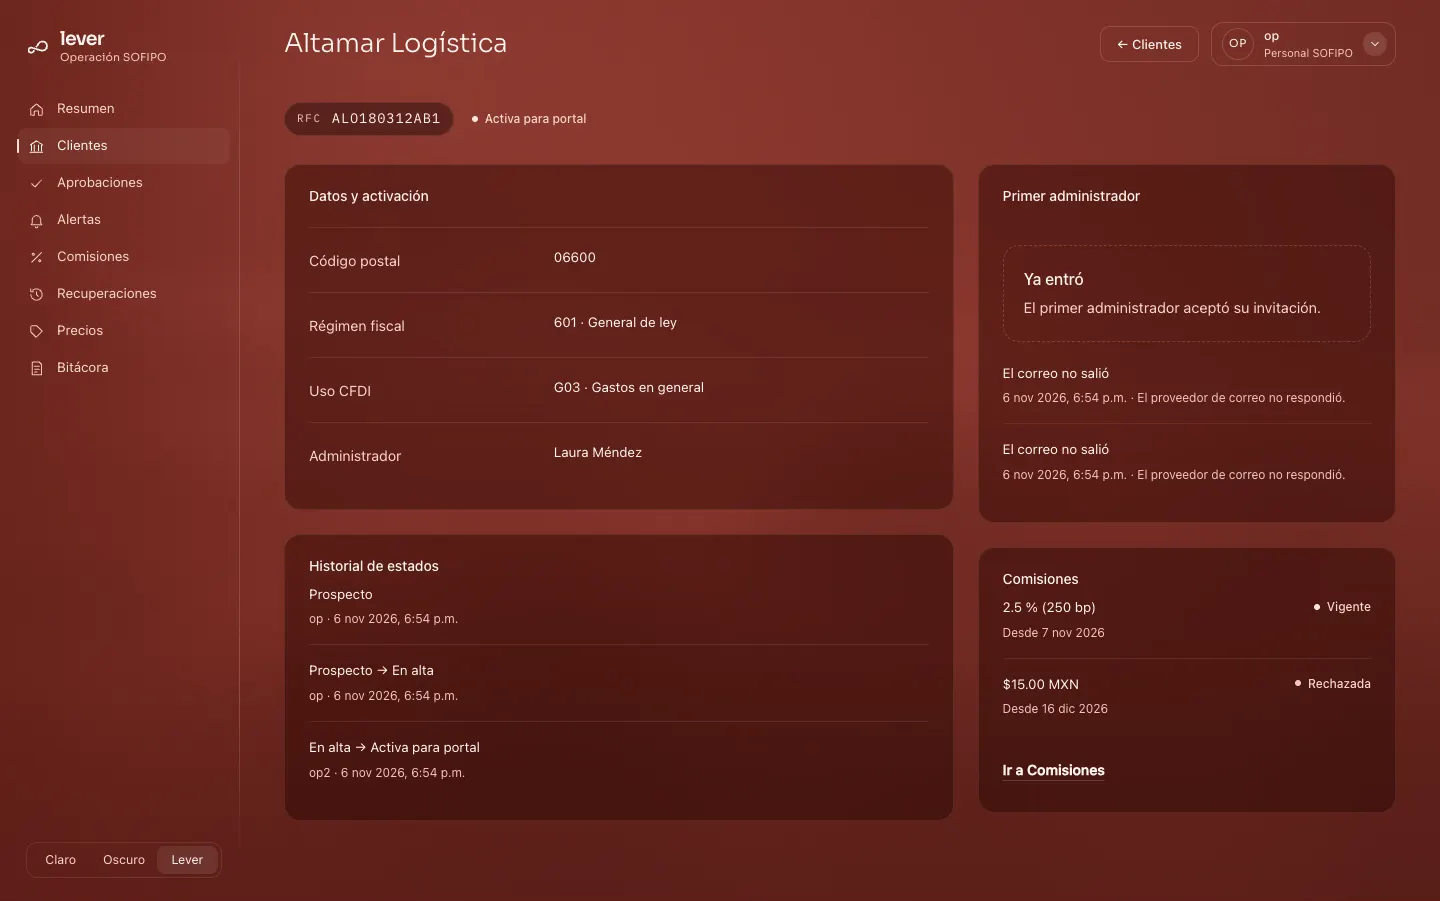 lever
Operación SOFIPO
Resumen
Clientes
Aprobaciones
Alertas
Comisiones
Recuperaciones
Precios
Bitácora
Claro Oscuro Lever
Altamar Logística
← Clientes
OP
op
Personal SOFIPO
RFC ALO180312AB1
Activa para portal
Datos y activación
Código postal 06600
Régimen fiscal 601 · General de ley
Uso CFDI G03 · Gastos en general
Administrador Laura Méndez
Historial de estados
Prospecto
op · 6 nov 2026, 6:54 p.m.
Prospecto → En alta
op · 6 nov 2026, 6:54 p.m.
En alta → Activa para portal
op2 · 6 nov 2026, 6:54 p.m.
Primer administrador
Ya entró
El primer administrador aceptó su invitación.
El correo no salió
6 nov 2026, 6:54 p.m. · El proveedor de correo no respondió.
El correo no salió
6 nov 2026, 6:54 p.m. · El proveedor de correo no respondió.
Comisiones
2.5 % (250 bp) Vigente
Desde 7 nov 2026
$15.00 MXN Rechazada
Desde 16 dic 2026
Ir a Comisiones